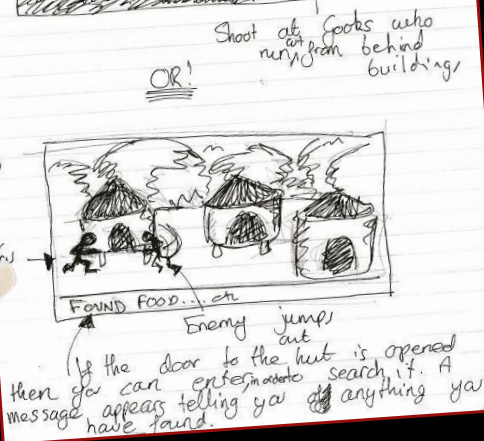 Shoot at Gooks who
run out from behind
buildings
OR!
FOUND FOOD.... etc
Enemy jumps
out
If the door to the hut is opened
then you can enter, in order to search it. A
message appears telling you of anything you
have found.